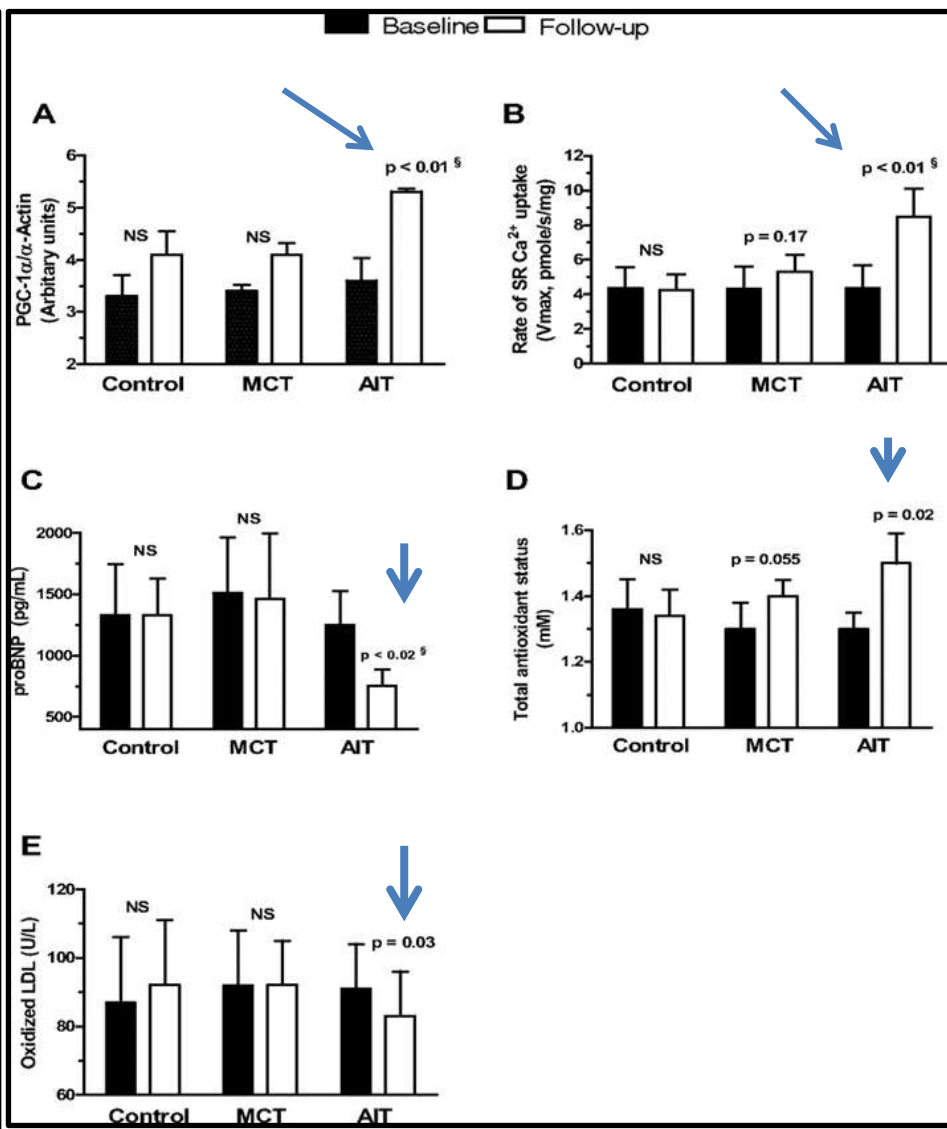 Baseline Follow-up
A
PGC-1α/α-Actin
(Arbitary units)
6
5
4
3
2
NS
NS
p < 0.01 §
Control MCT AIT
B
Rate of SR Ca²⁺ uptake
(Vmax, pmole/s/mg)
12
10
8
6
4
2
0
NS
p = 0.17
p < 0.01 §
Control MCT AIT
C
proBNP (pg/mL)
2000
1500
1000
500
NS
NS
p < 0.02 §
Control MCT AIT
D
Total antioxidant status
(mM)
1.6
1.4
1.2
1.0
NS
p = 0.055
p = 0.02
Control MCT AIT
E
Oxidized LDL (U/L)
120
100
80
60
NS
NS
p = 0.03
Control MCT AIT